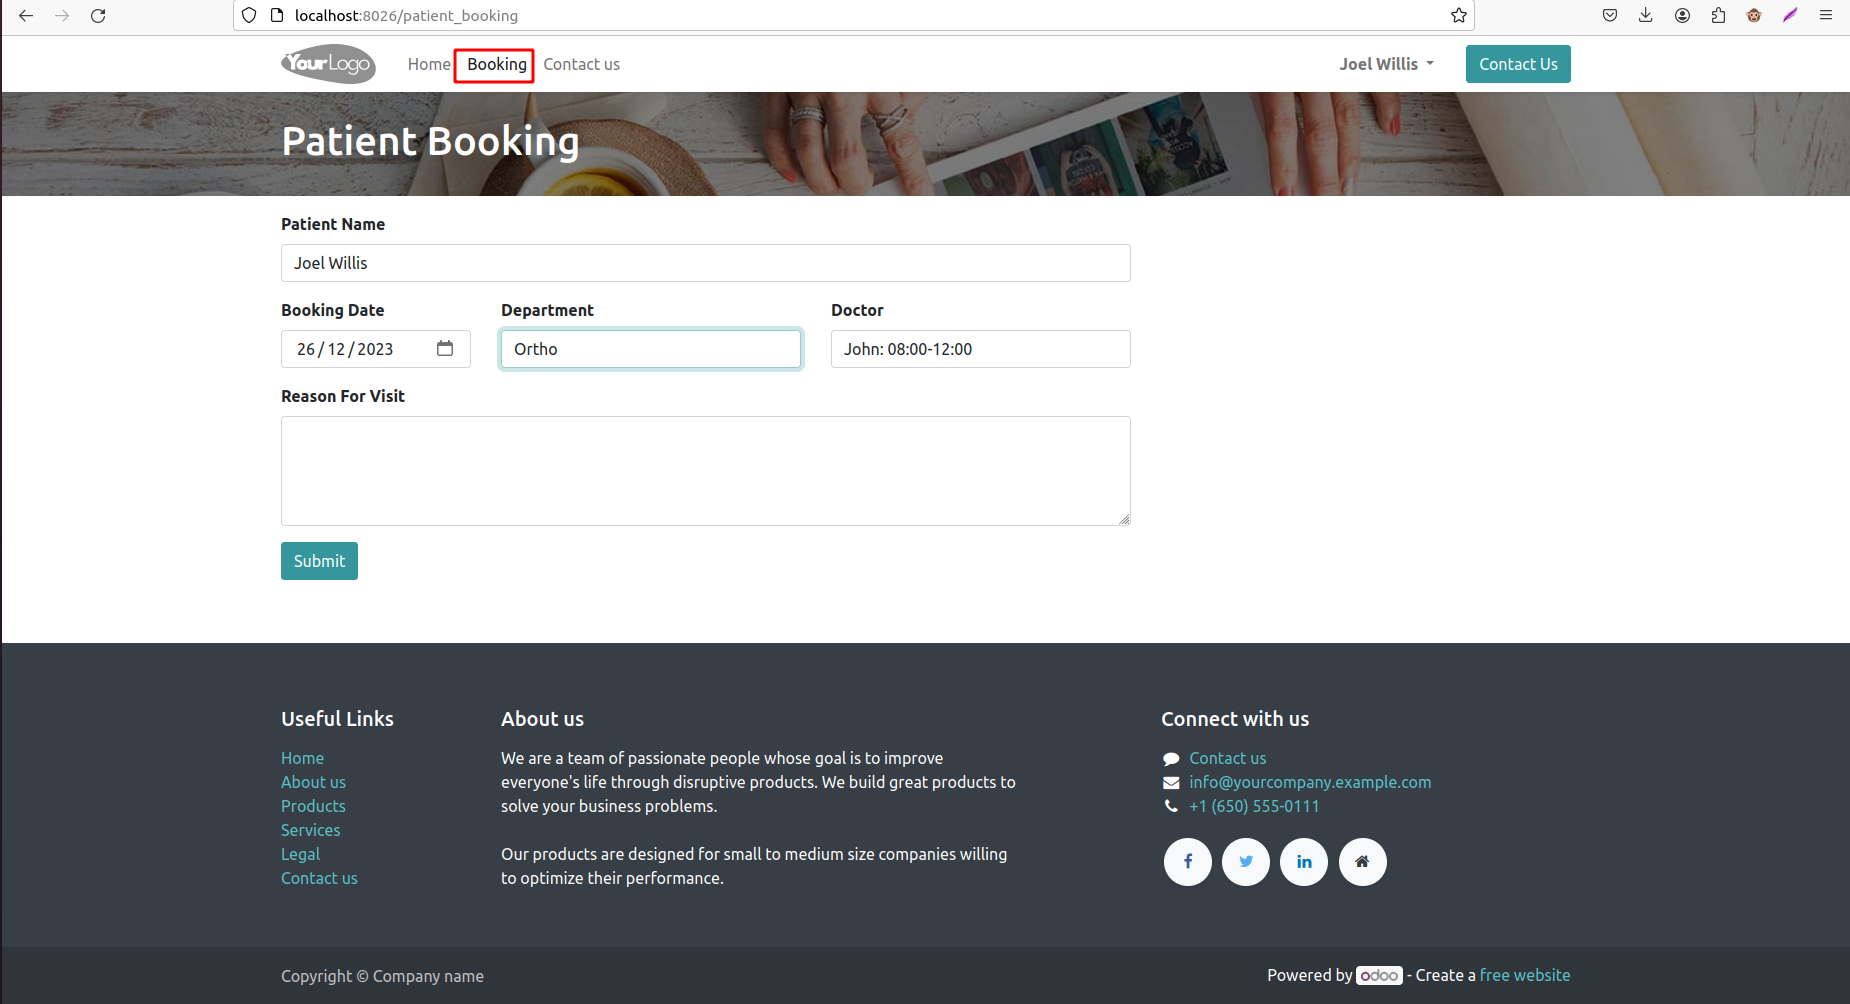 localhost:8026/patient_booking
YourLogo Home Booking Contact us Joel Willis Contact Us
Patient Booking
Patient Name
Joel Willis
Booking Date Department Doctor
26/12/2023 Ortho John: 08:00-12:00
Reason For Visit
Submit
Useful Links
Home
About us
Products
Services
Legal
Contact us
About us
We are a team of passionate people whose goal is to improve
everyone's life through disruptive products. We build great products to
solve your business problems.
Our products are designed for small to medium size companies willing
to optimize their performance.
Connect with us
Contact us
info@yourcompany.example.com
+1 (650) 555-0111
Copyright © Company name
Powered by odoo - Create a free website